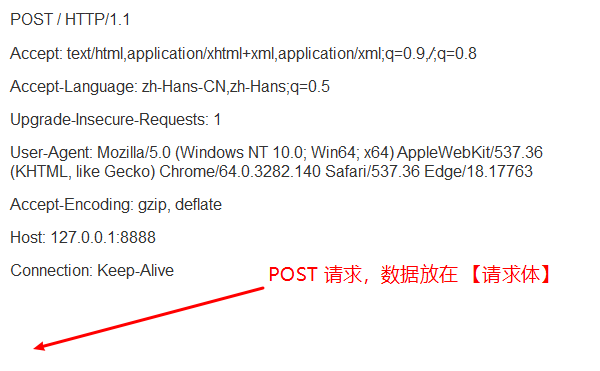 POST / HTTP/1.1
Accept: text/html,application/xhtml+xml,application/xml;q=0.9,/;q=0.8
Accept-Language: zh-Hans-CN,zh-Hans;q=0.5
Upgrade-Insecure-Requests: 1
User-Agent: Mozilla/5.0 (Windows NT 10.0; Win64; x64) AppleWebKit/537.36
(KHTML, like Gecko) Chrome/64.0.3282.140 Safari/537.36 Edge/18.17763
Accept-Encoding: gzip, deflate
Host: 127.0.0.1:8888
Connection: Keep-Alive
POST 请求，数据放在 【请求体】